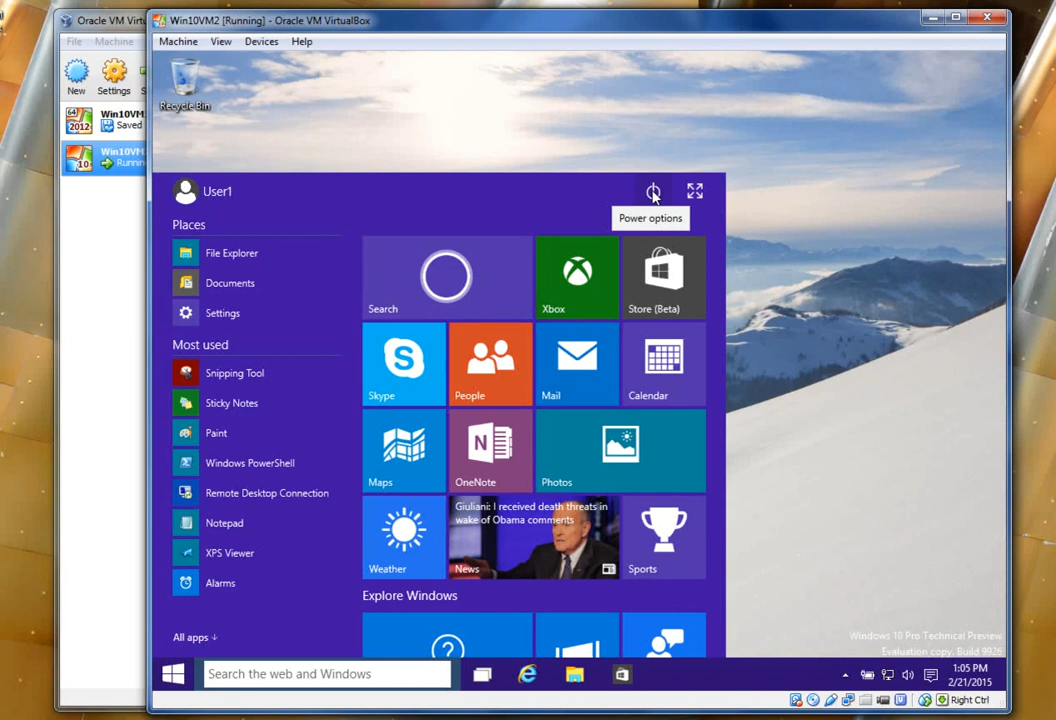 Oracle VM Virtu
File Machine
New Settings S
64
2012
Win10VM
Saved
10
Win10VM
Running
Win10VM2 [Running] - Oracle VM VirtualBox
Machine View Devices Help
Recycle Bin
User1
Power options
Places
File Explorer
Documents
Settings
Most used
Snipping Tool
Sticky Notes
Paint
Windows PowerShell
Remote Desktop Connection
Notepad
XPS Viewer
Alarms
All apps ↓
Search
Xbox
Store (Beta)
Skype
People
Mail
Calendar
Maps
OneNote
Photos
Weather
Giuliani: I received death threats in
wake of Obama comments
News
Sports
Explore Windows
Windows 10 Pro Technical Preview
Evaluation copy. Build 9926
Search the web and Windows
1:05 PM
2/21/2015
Right Ctrl